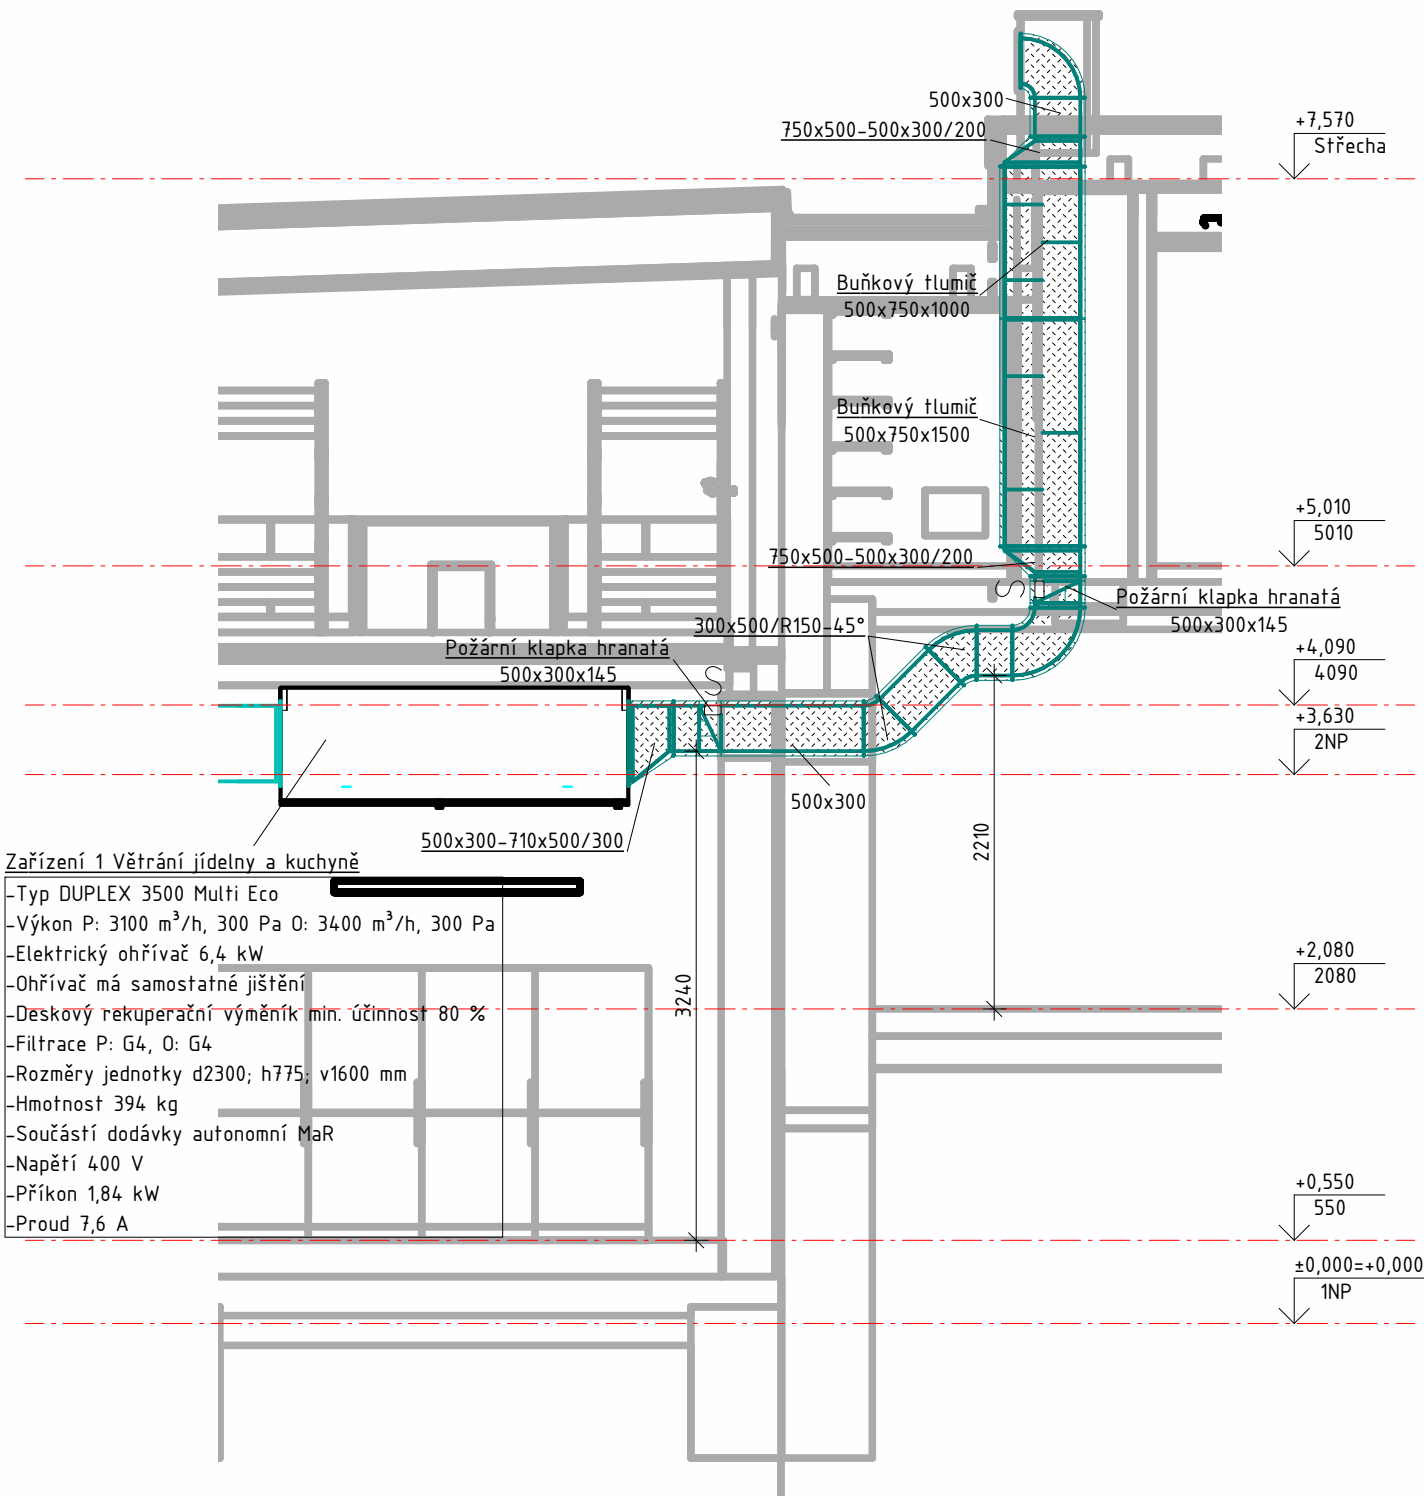 500x300
750x500-500x300/200
+7,570
Střecha
Buňkový tlumič
500x750x1000
Buňkový tlumič
500x750x1500
+5,010
5010
750x500-500x300/200
S
Požární klapka hranatá
500x300x145
300x500/R150-45°
Požární klapka hranatá
500x300x145
S
+4,090
4090
+3,630
2NP
500x300
500x300-710x500/300
2210
Zařízení 1 Větrání jídelny a kuchyně
-Typ DUPLEX 3500 Multi Eco
-Výkon P: 3100 m³/h, 300 Pa O: 3400 m³/h, 300 Pa
-Elektrický ohřívač 6,4 kW
-Ohřívač má samostatné jištění
-Deskový rekuperační výměník min. účinnost 80 %
-Filtrace P: G4, O: G4
-Rozměry jednotky d2300; h775; v1600 mm
-Hmotnost 394 kg
-Součástí dodávky autonomní MaR
-Napětí 400 V
-Příkon 1,84 kW
-Proud 7,6 A
3240
+2,080
2080
+0,550
550
±0,000=+0,000
1NP